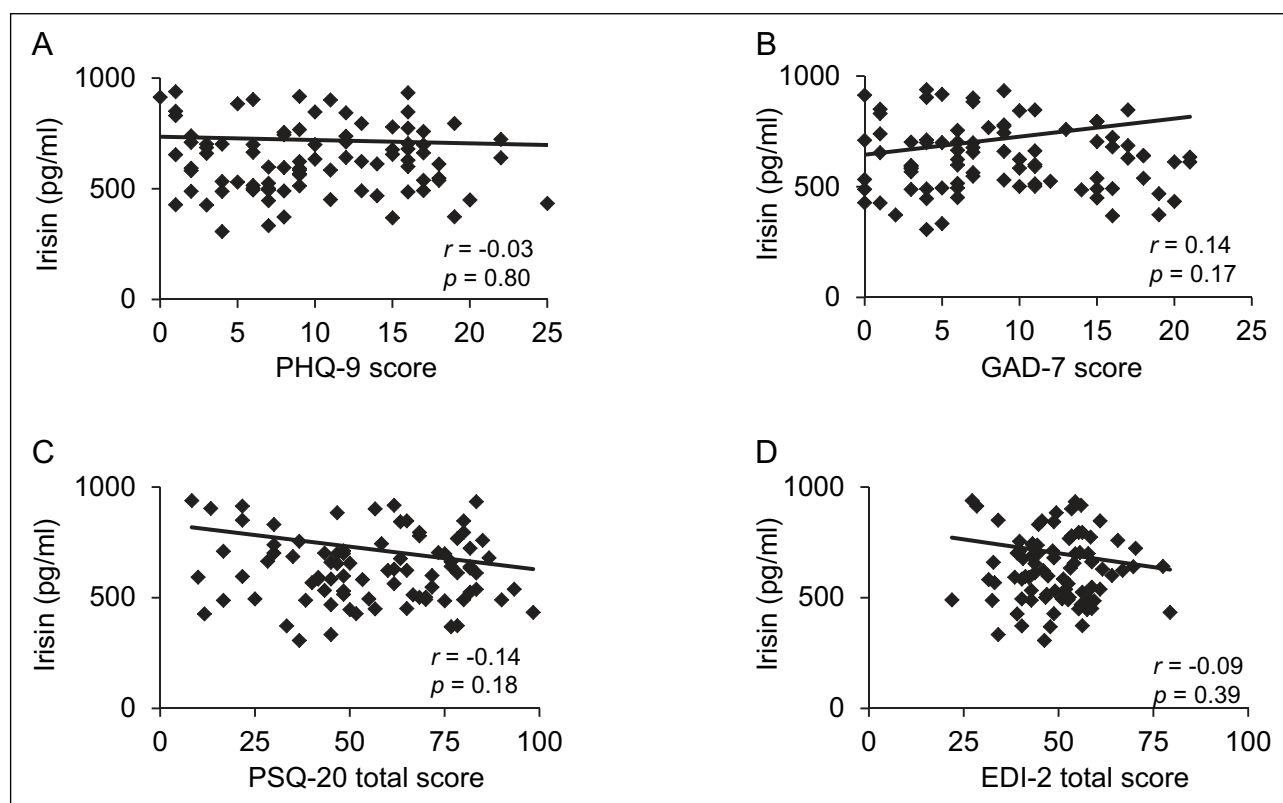 A
Irisin (pg/ml)
1000
500
0
r = -0.03
p = 0.80
0 5 10 15 20 25
PHQ-9 score
B
Irisin (pg/ml)
1000
500
0
r = 0.14
p = 0.17
0 5 10 15 20 25
GAD-7 score
C
Irisin (pg/ml)
1000
500
0
r = -0.14
p = 0.18
0 25 50 75 100
PSQ-20 total score
D
Irisin (pg/ml)
1000
500
0
r = -0.09
p = 0.39
0 25 50 75 100
EDI-2 total score